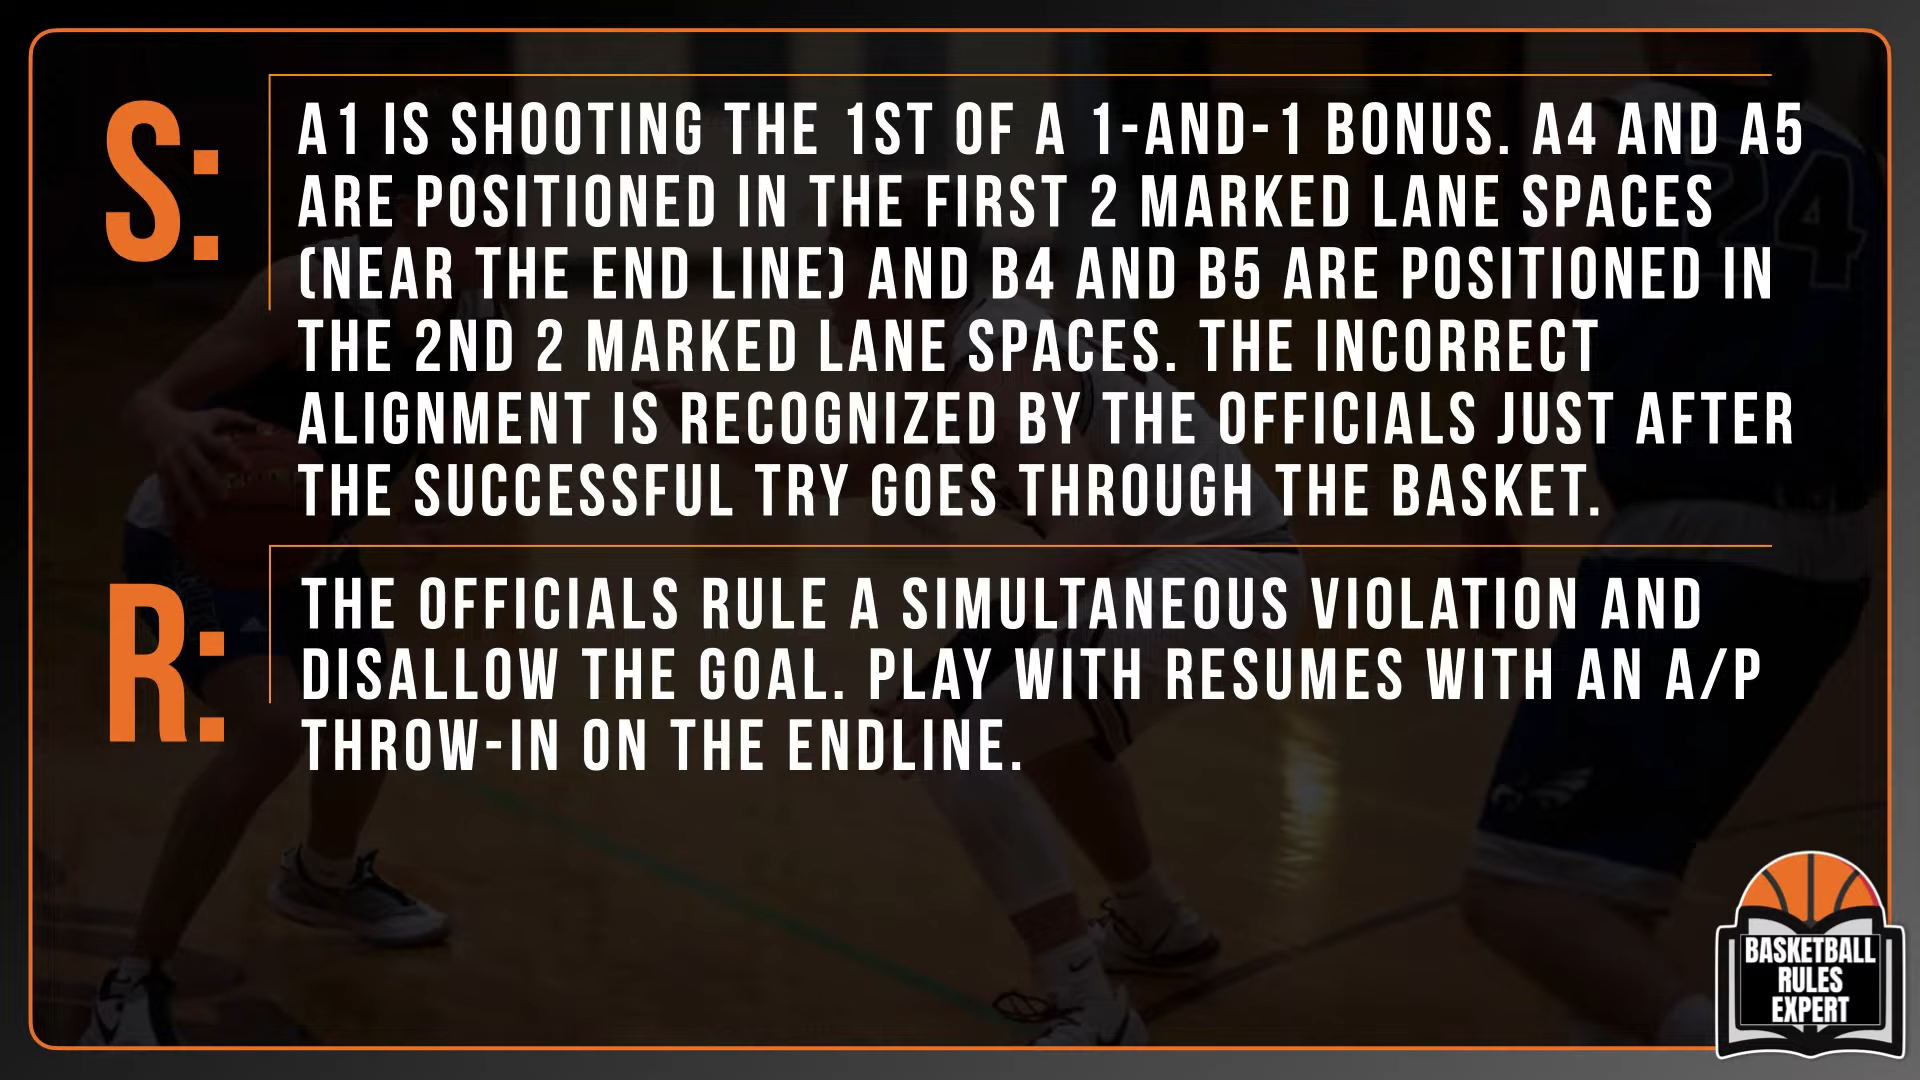 S:
A1 IS SHOOTING THE 1ST OF A 1-AND-1 BONUS. A4 AND A5
ARE POSITIONED IN THE FIRST 2 MARKED LANE SPACES
(NEAR THE END LINE) AND B4 AND B5 ARE POSITIONED IN
THE 2ND 2 MARKED LANE SPACES. THE INCORRECT
ALIGNMENT IS RECOGNIZED BY THE OFFICIALS JUST AFTER
THE SUCCESSFUL TRY GOES THROUGH THE BASKET.
R:
THE OFFICIALS RULE A SIMULTANEOUS VIOLATION AND
DISALLOW THE GOAL. PLAY WITH RESUMES WITH AN A/P
THROW-IN ON THE ENDLINE.
24
BASKETBALL
RULES
EXPERT